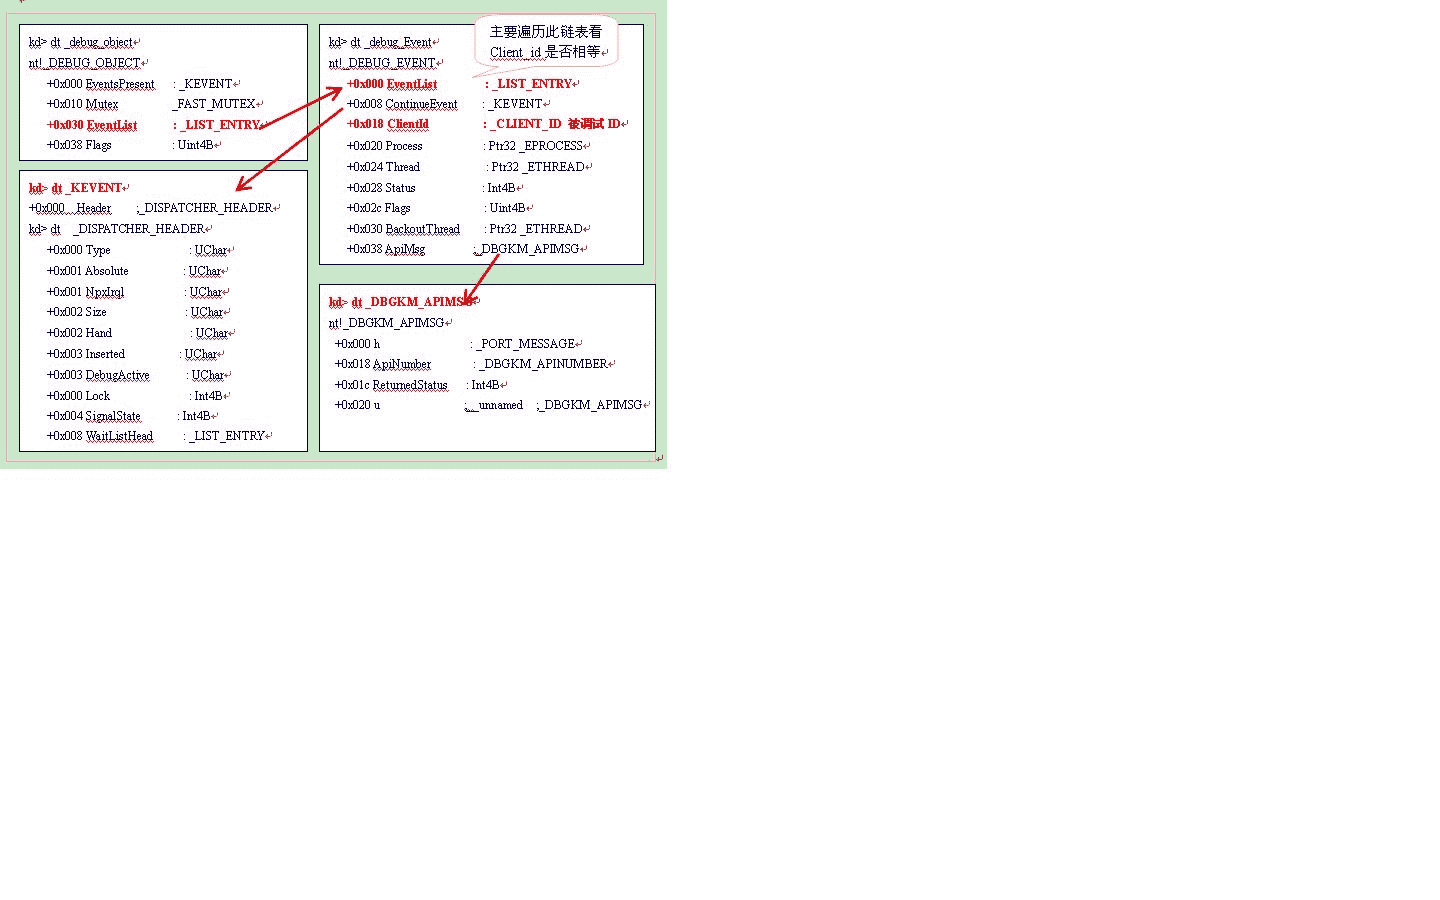 kd> dt _debug_object
nt!_DEBUG_OBJECT
+0x000 EventsPresent : _KEVENT
+0x010 Mutex _FAST_MUTEX
+0x030 EventList : _LIST_ENTRY
+0x038 Flags : Uint4B
kd> dt _KEVENT
+0x000 Header :_DISPATCHER_HEADER
kd> dt _DISPATCHER_HEADER
+0x000 Type : UChar
+0x001 Absolute : UChar
+0x001 NpxIrql : UChar
+0x002 Size : UChar
+0x002 Hand : UChar
+0x003 Inserted : UChar
+0x003 DebugActive : UChar
+0x000 Lock : Int4B
+0x004 SignalState : Int4B
+0x008 WaitListHead : _LIST_ENTRY
主要遍历此链表看
Client_id 是否相等
kd> dt _debug_Event
nt!_DEBUG_EVENT
+0x000 EventList : _LIST_ENTRY
+0x008 ContinueEvent : _KEVENT
+0x018 ClientId : _CLIENT_ID 被调试 ID
+0x020 Process : Ptr32 _EPROCESS
+0x024 Thread : Ptr32 _ETHREAD
+0x028 Status : Int4B
+0x02c Flags : Uint4B
+0x030 BackoutThread : Ptr32 _ETHREAD
+0x038 ApiMsg :_DBGKM_APIMSG
kd> dt _DBGKM_APIMSG
nt!_DBGKM_APIMSG
+0x000 h : _PORT_MESSAGE
+0x018 ApiNumber : _DBGKM_APINUMBER
+0x01c ReturnedStatus : Int4B
+0x020 u :__unnamed ;_DBGKM_APIMSG